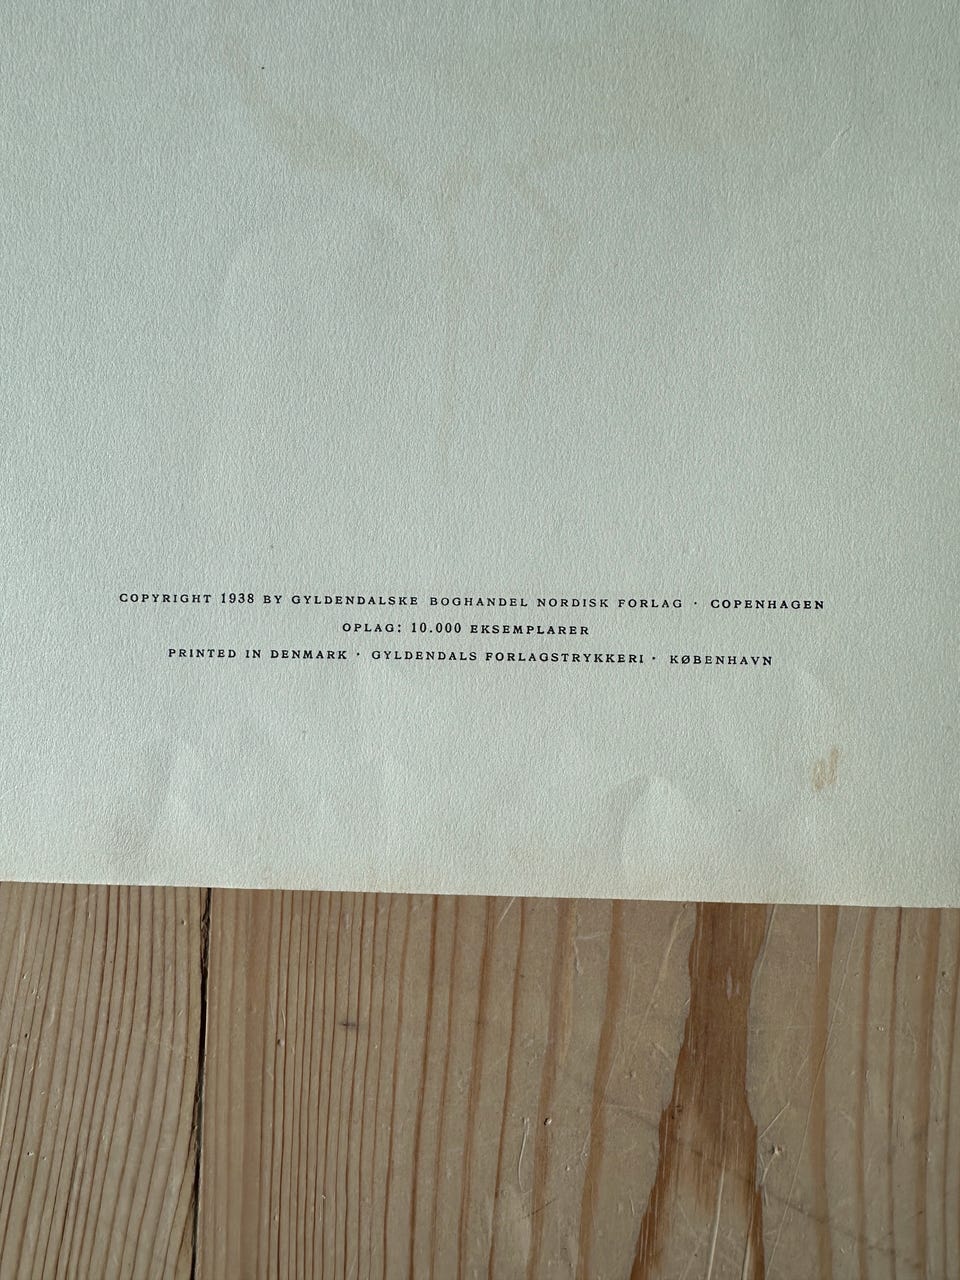 COPYRIGHT 1938 BY GYLDENDALSKE BOGHANDEL NORDISK FORLAG · COPENHAGEN
OPLAG: 10.000 EKSEMPLARER
PRINTED IN DENMARK · GYLDENDALS FORLAGSTRYKKERI · KØBENHAVN